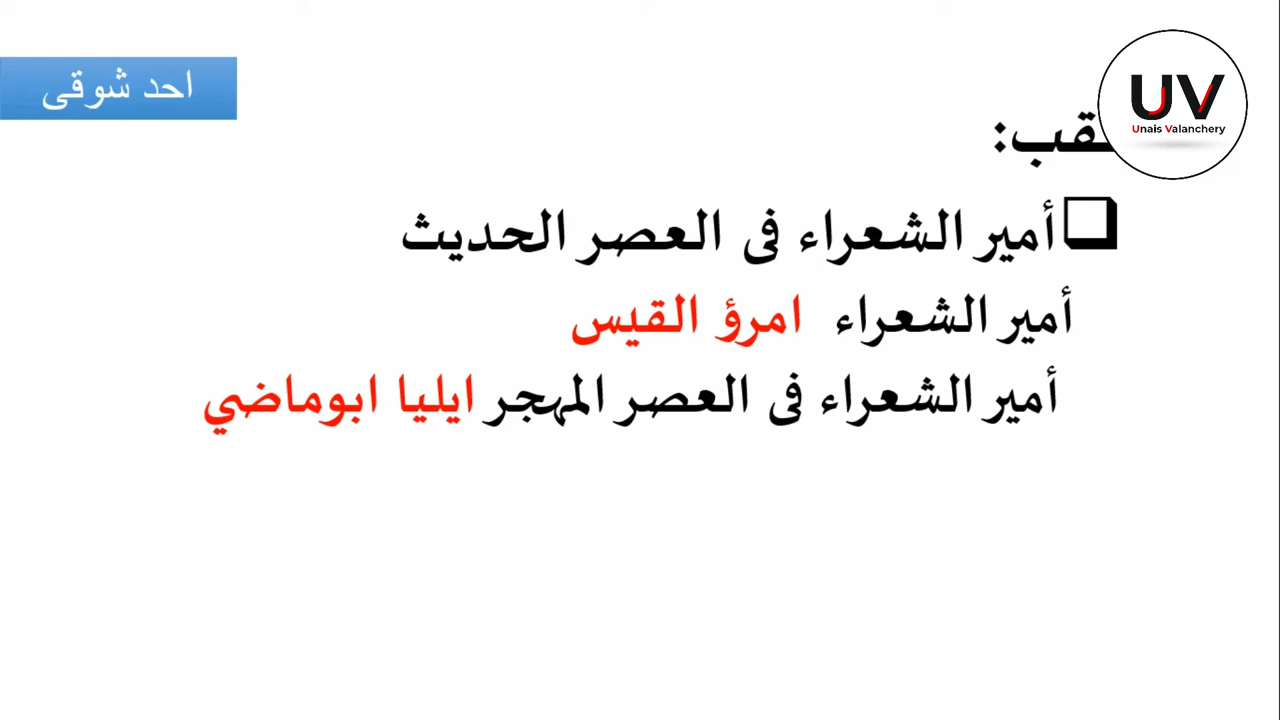 احد شوقى
UV
Unais Valanchery
أمير الشعراء فى العصر الحديث
أمير الشعراء امرؤ القيس
أمير الشعراء فى العصر المهجر ايليا ابوماضي